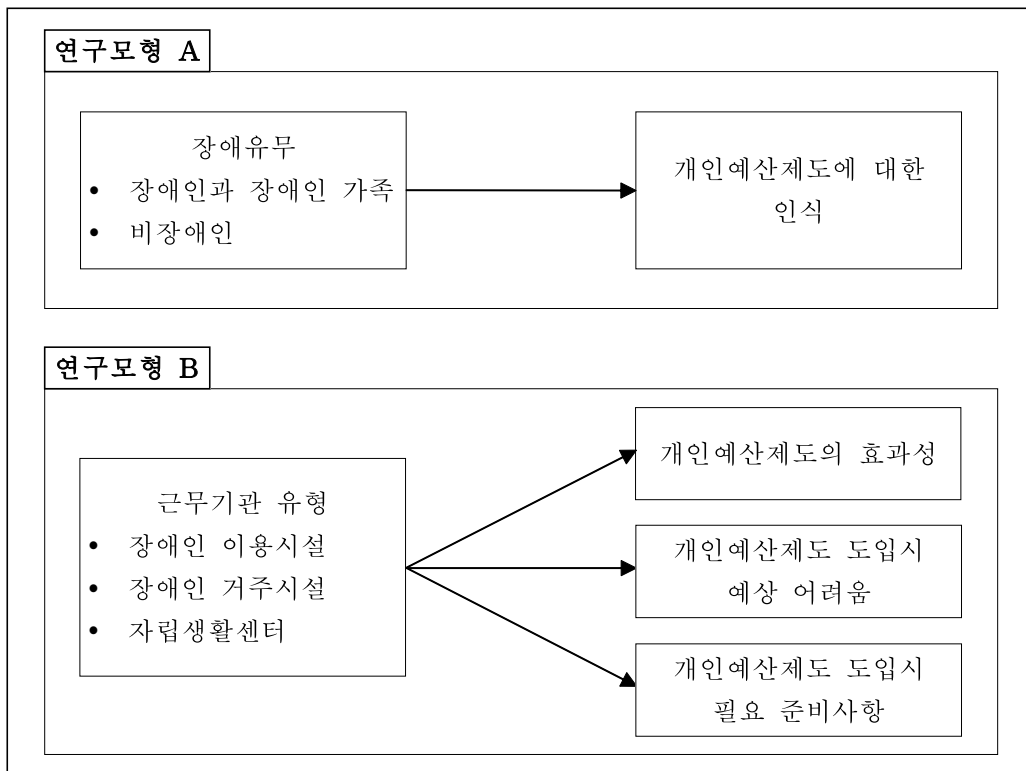 연구모형 A
장애유무
• 장애인과 장애인 가족
• 비장애인
개인예산제도에 대한
인식
연구모형 B
근무기관 유형
• 장애인 이용시설
• 장애인 거주시설
• 자립생활센터
개인예산제도의 효과성
개인예산제도 도입시
예상 어려움
개인예산제도 도입시
필요 준비사항